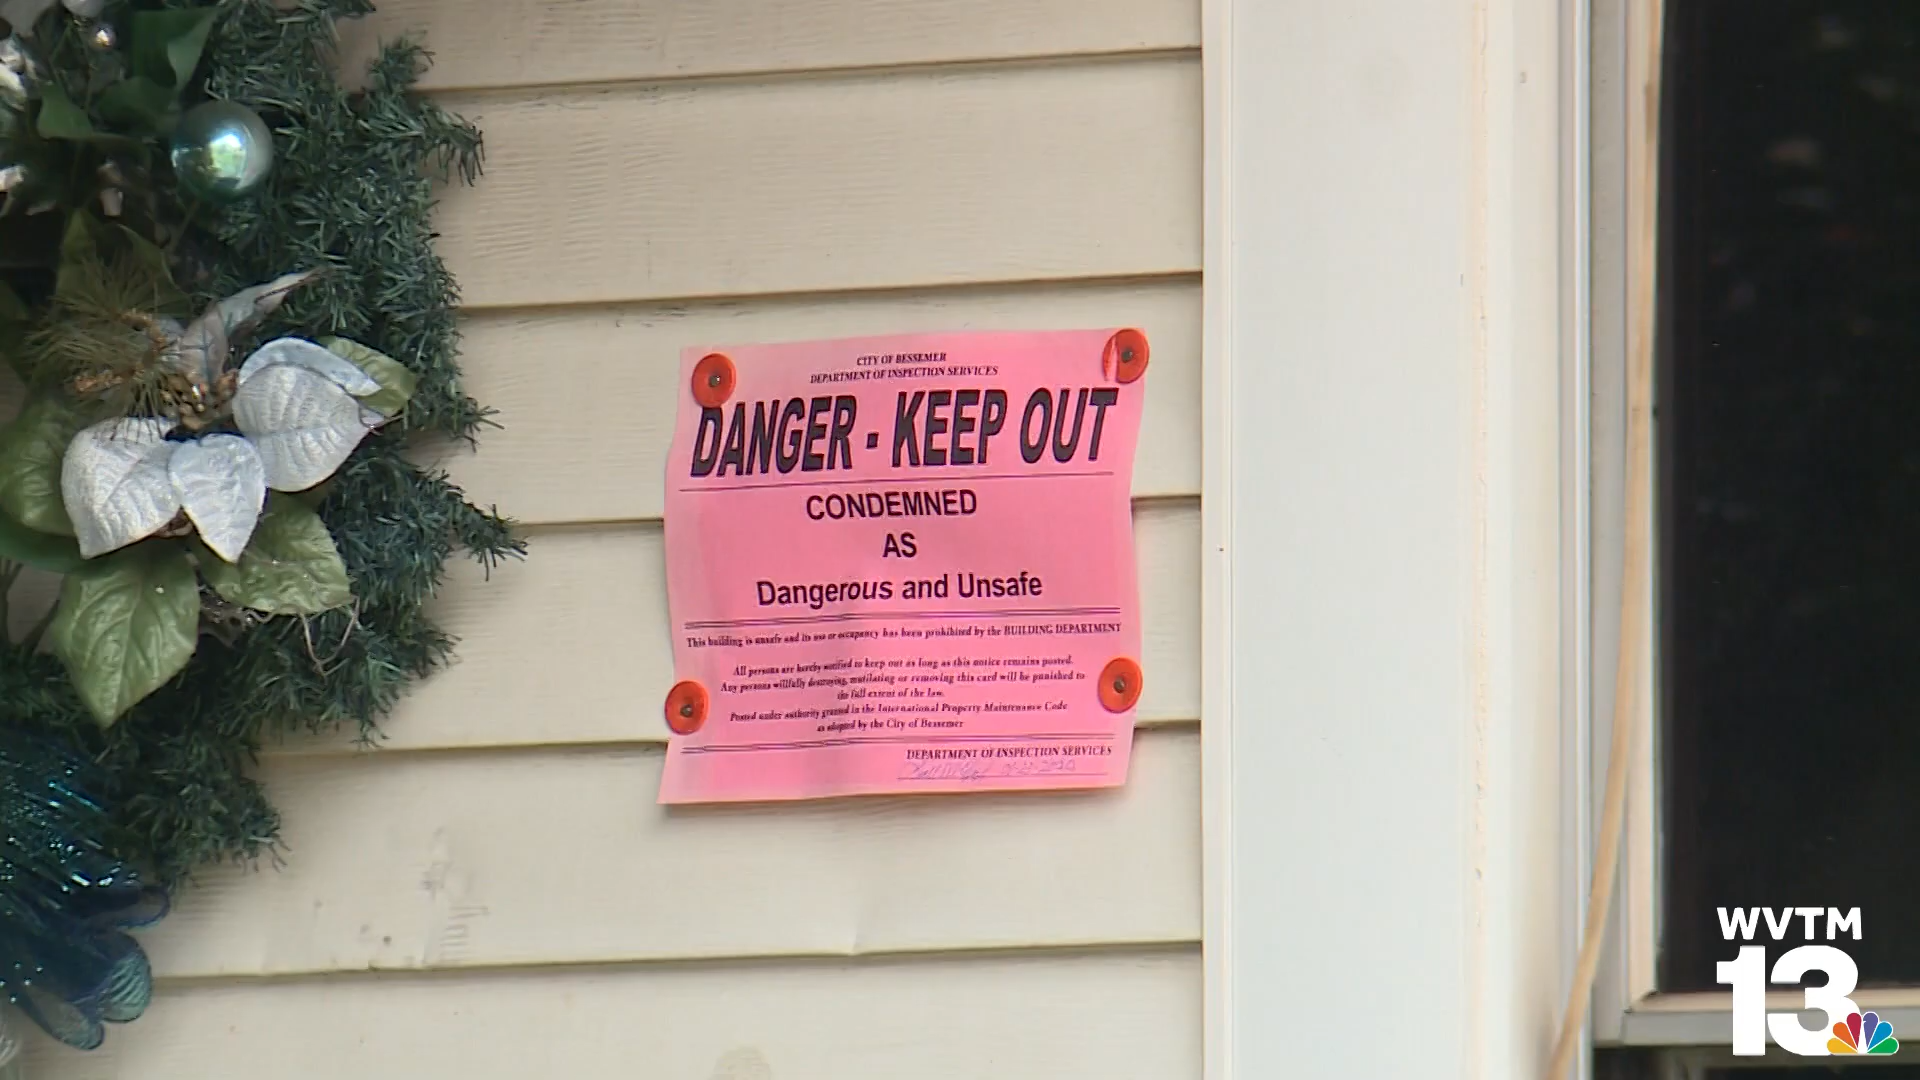 CITY OF BESSEMER
DEPARTMENT OF INSPECTION SERVICES
DANGER - KEEP OUT
CONDEMNED
AS
Dangerous and Unsafe
This building is unsafe and its use or occupancy has been prohibited by the BUILDING DEPARTMENT
All persons are hereby notified to keep out as long as this notice remains posted.
Any persons willfully destroying, mutilating or removing this card will be punished to
the full extent of the law.
Posted under authority granted in the International Property Maintenance Code
as adopted by the City of Bessemer
DEPARTMENT OF INSPECTION SERVICES
WVTM
13